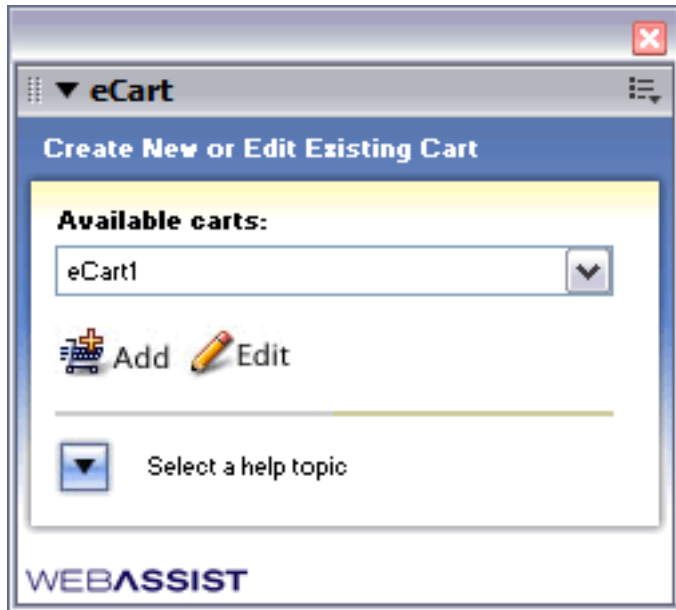 eCart
Create New or Edit Existing Cart
Available carts:
eCart1
Add Edit
Select a help topic
WEBASSIST